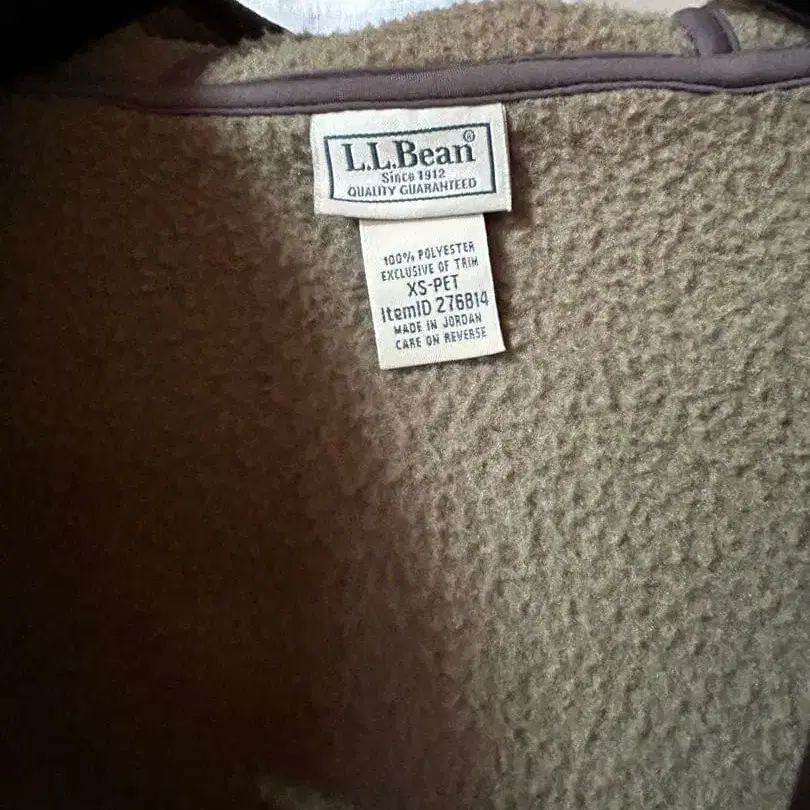 L.L.Bean®
Since 1912
QUALITY GUARANTEED
100% POLYESTER
EXCLUSIVE OF TRIM
XS-PET
ItemID 276814
MADE IN JORDAN
CARE ON REVERSE